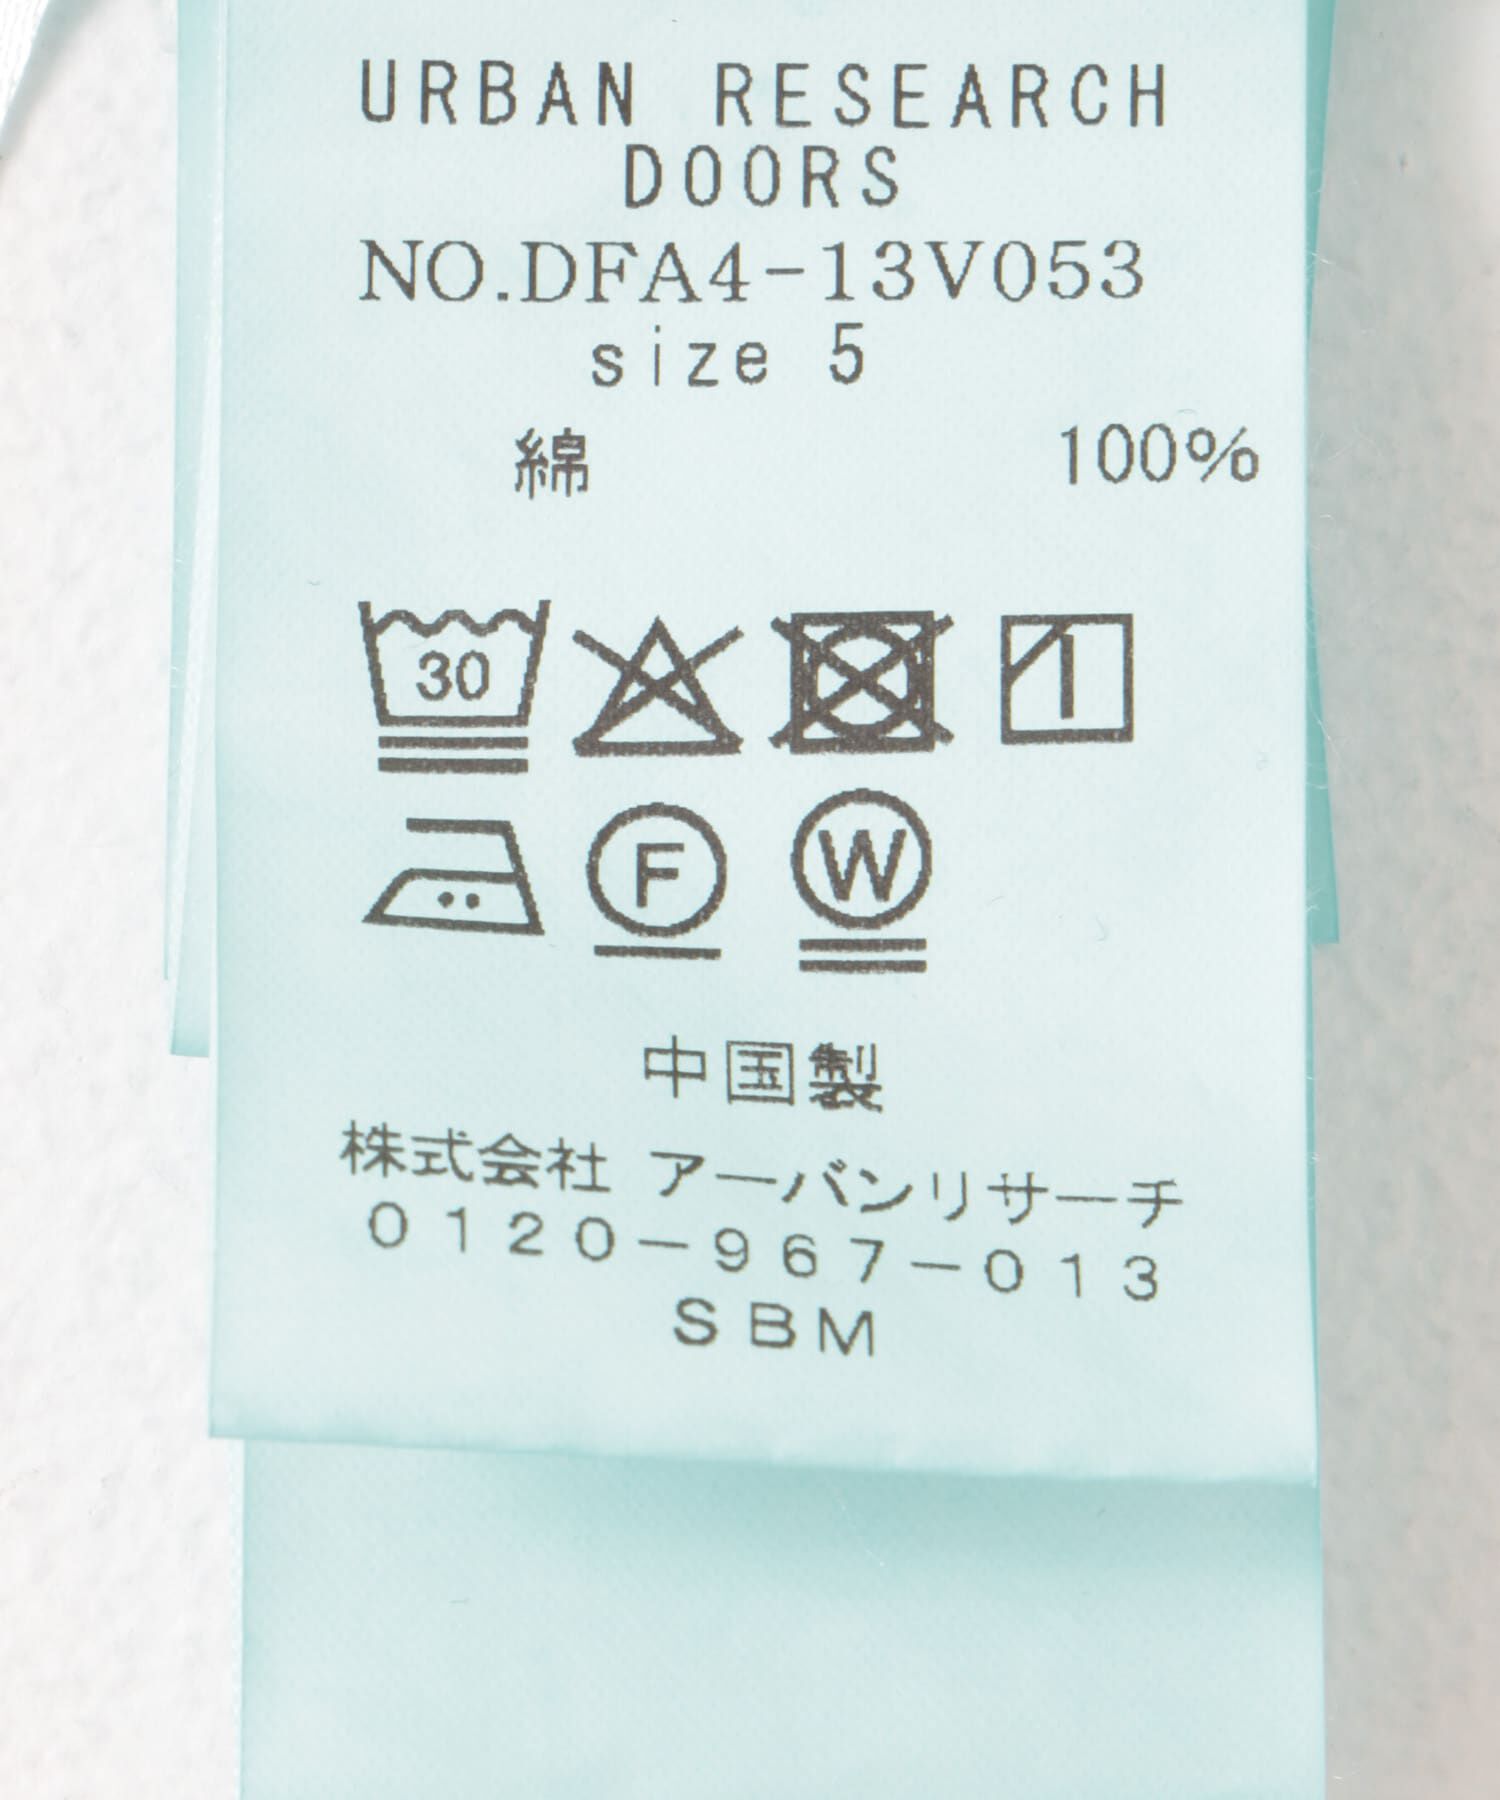 URBAN RESEARCH
DOORS
NO.DFA4-13V053
size 5
綿 100%
30
F W
中国製
株式会社 アーバンリサーチ
0120-967-013
SBM